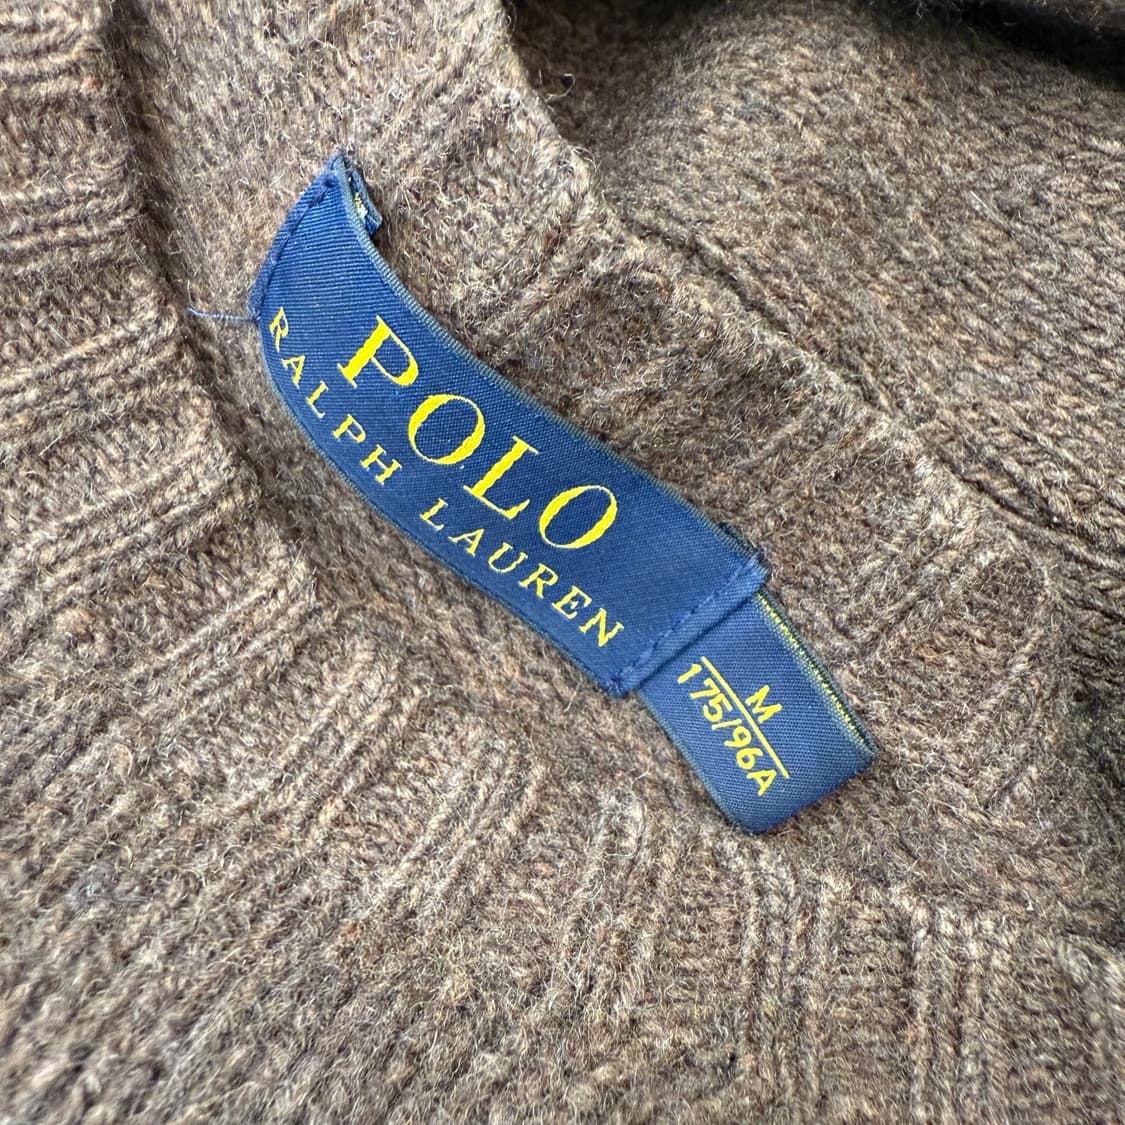 POLO
RALPH LAUREN
M
175/96A